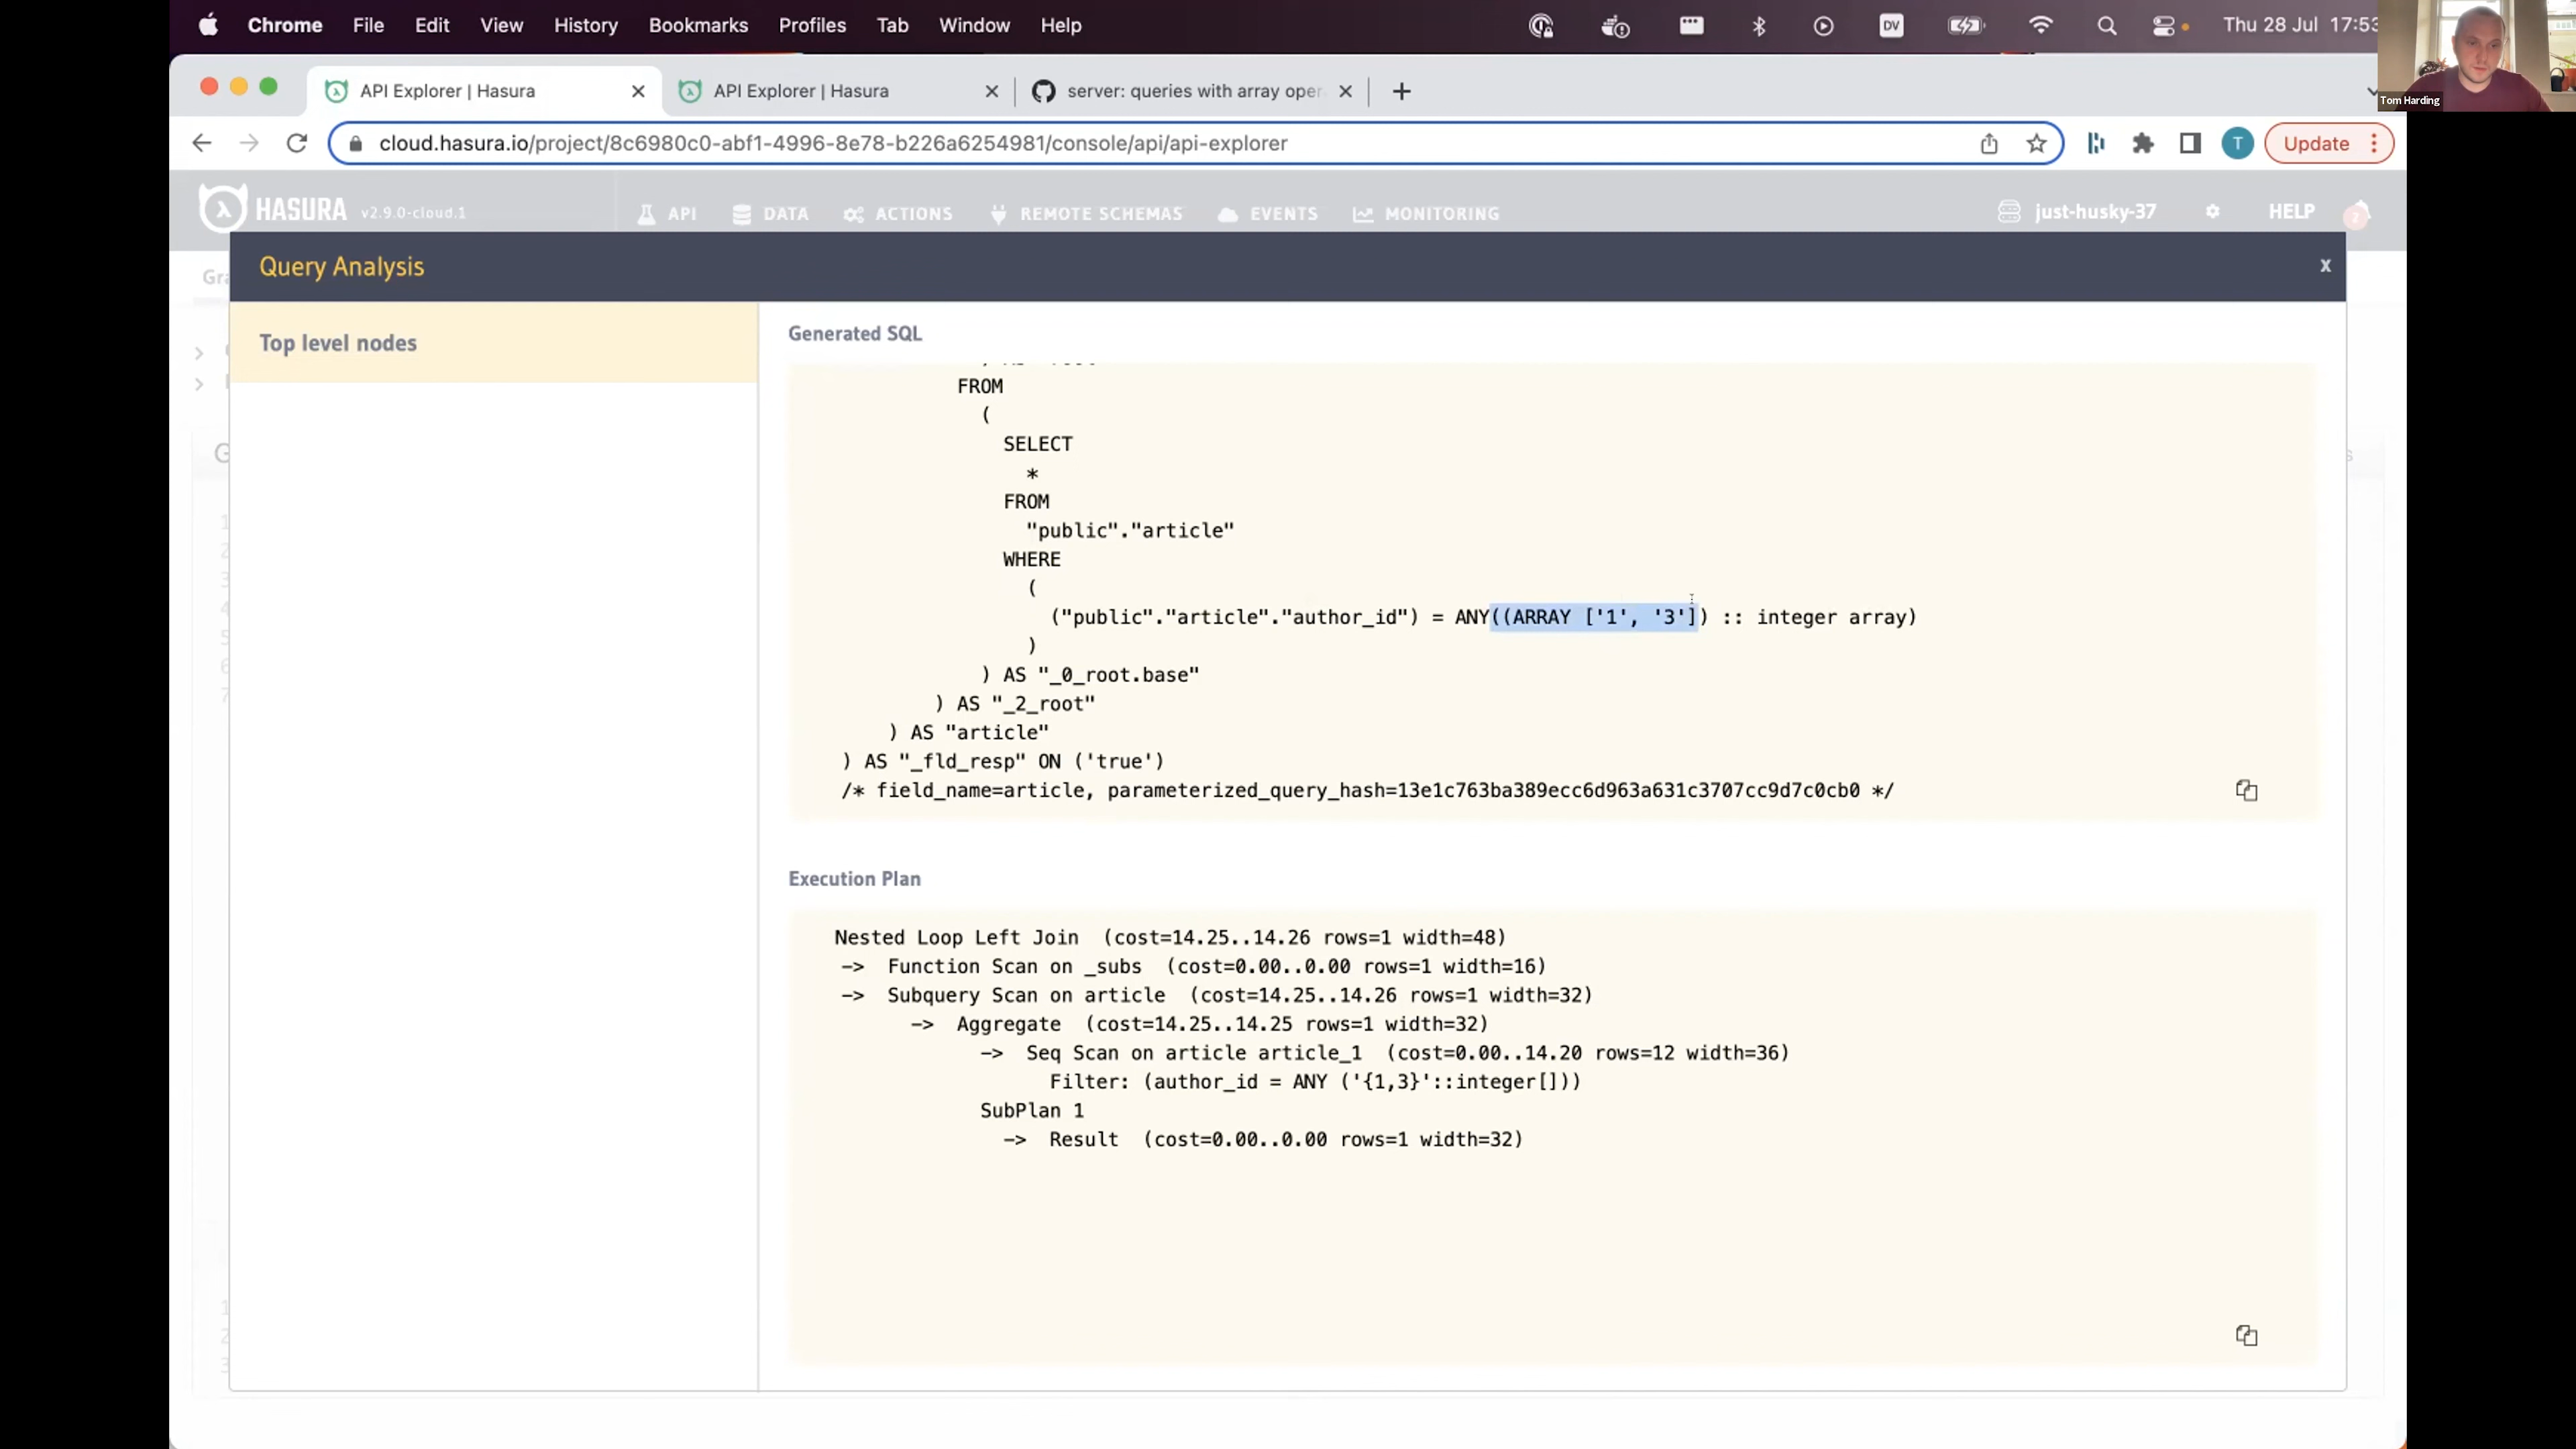 Chrome File Edit View History Bookmarks Profiles Tab Window Help DV Thu 28 Jul 17:53
Tom Harding
API Explorer | Hasura API Explorer | Hasura server: queries with array oper
cloud.hasura.io/project/8c6980c0-abf1-4996-8e78-b226a6254981/console/api/api-explorer T Update
HASURA v2.9.0-cloud.1 API DATA ACTIONS REMOTE SCHEMAS EVENTS MONITORING just-husky-37 HELP 2
Query Analysis x
Top level nodes
Generated SQL
FROM
(
SELECT
*
FROM
"public"."article"
WHERE
(
("public"."article"."author_id") = ANY((ARRAY ['1', '3']) :: integer array)
)
) AS "_0_root.base"
) AS "_2_root"
) AS "article"
) AS "_fld_resp" ON ('true')
/* field_name=article, parameterized_query_hash=13e1c763ba389ecc6d963a631c3707cc9d7c0cb0 */
Execution Plan
Nested Loop Left Join (cost=14.25..14.26 rows=1 width=48)
-> Function Scan on _subs (cost=0.00..0.00 rows=1 width=16)
-> Subquery Scan on article (cost=14.25..14.26 rows=1 width=32)
-> Aggregate (cost=14.25..14.25 rows=1 width=32)
-> Seq Scan on article article_1 (cost=0.00..14.20 rows=12 width=36)
Filter: (author_id = ANY ('{1,3}'::integer[]))
SubPlan 1
-> Result (cost=0.00..0.00 rows=1 width=32)